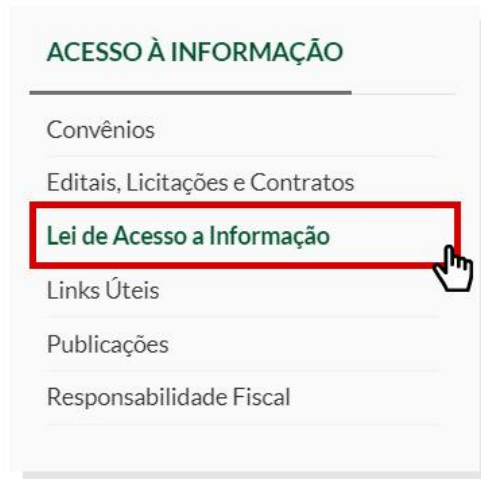 ACESSO À INFORMAÇÃO
Convênios
Editais, Licitações e Contratos
Lei de Acesso a Informação
Links Úteis
Publicações
Responsabilidade Fiscal